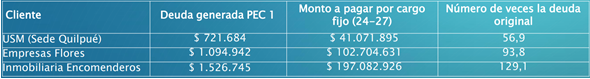 Cliente Deuda generada PEC 1 Monto a pagar por cargo fijo (24-27) Número de veces la deuda original
USM (Sede Quilpué) $ 721.684 $ 41.071.895 56,9
Empresas Flores $ 1.094.942 $ 102.704.631 93,8
Inmobiliaria Encomenderos $ 1.526.745 $ 197.082.926 129,1